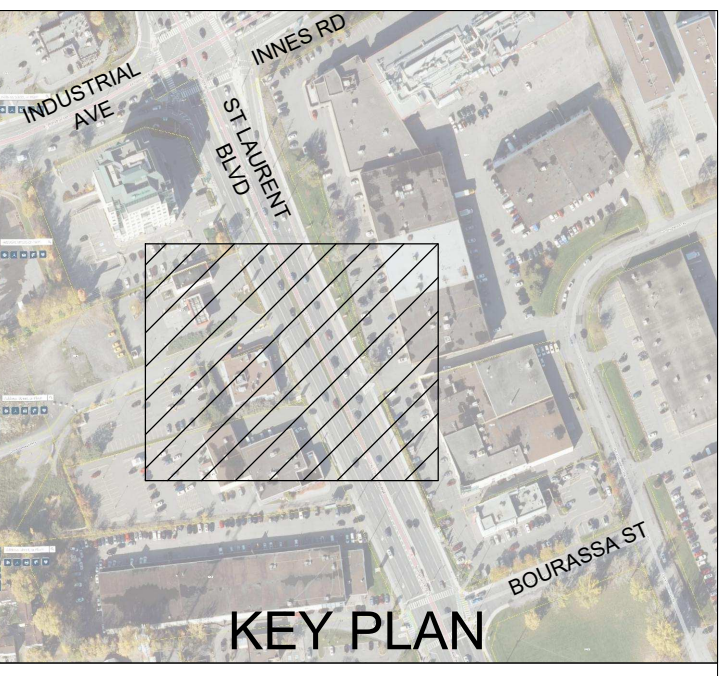 INNES RD
INDUSTRIAL
AVE
ST LAURENT
BLVD
BOURASSA ST
KEY PLAN